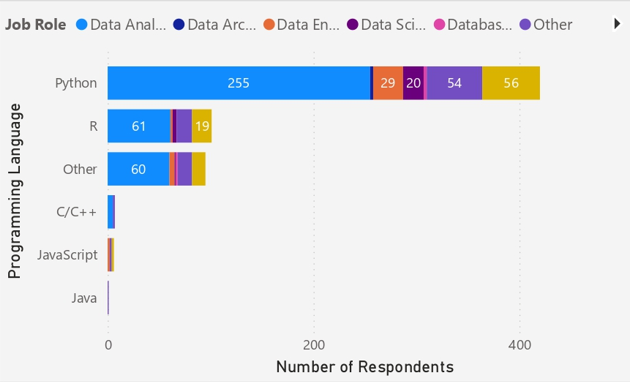 Job Role Data Anal... Data Arc... Data En... Data Sci... Databas... Other
Python 255 29 20 54 56
R 61 19
Other 60
C/C++
JavaScript
Java
0 200 400
Number of Respondents
Programming Language